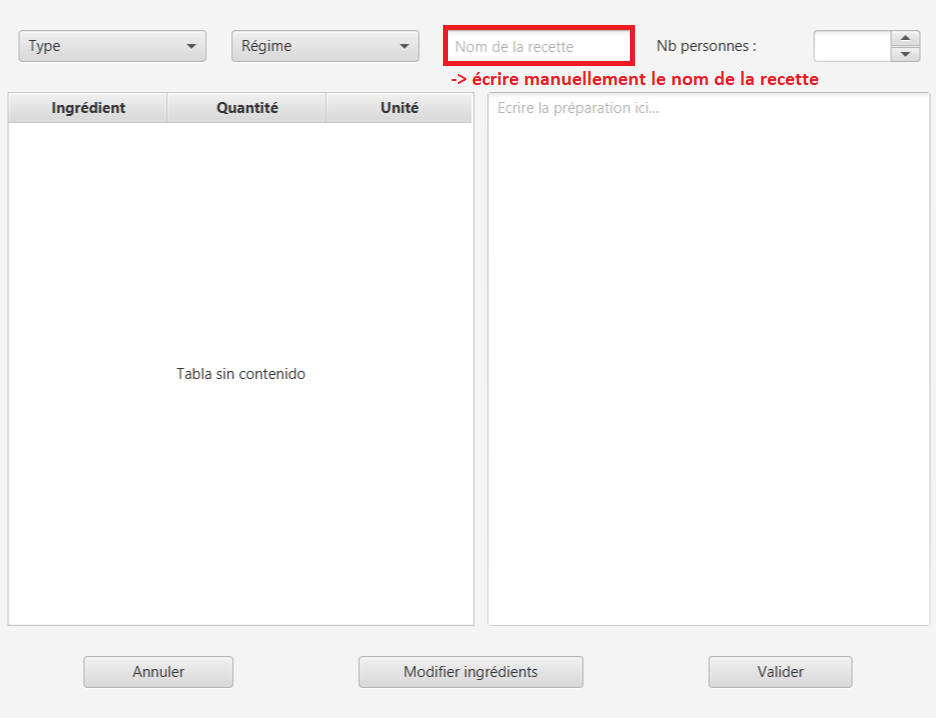 Type
Régime
Nom de la recette
Nb personnes :
-> écrire manuellement le nom de la recette
Ingrédient
Quantité
Unité
Ecrire la préparation ici...
Tabla sin contenido
Annuler
Modifier ingrédients
Valider